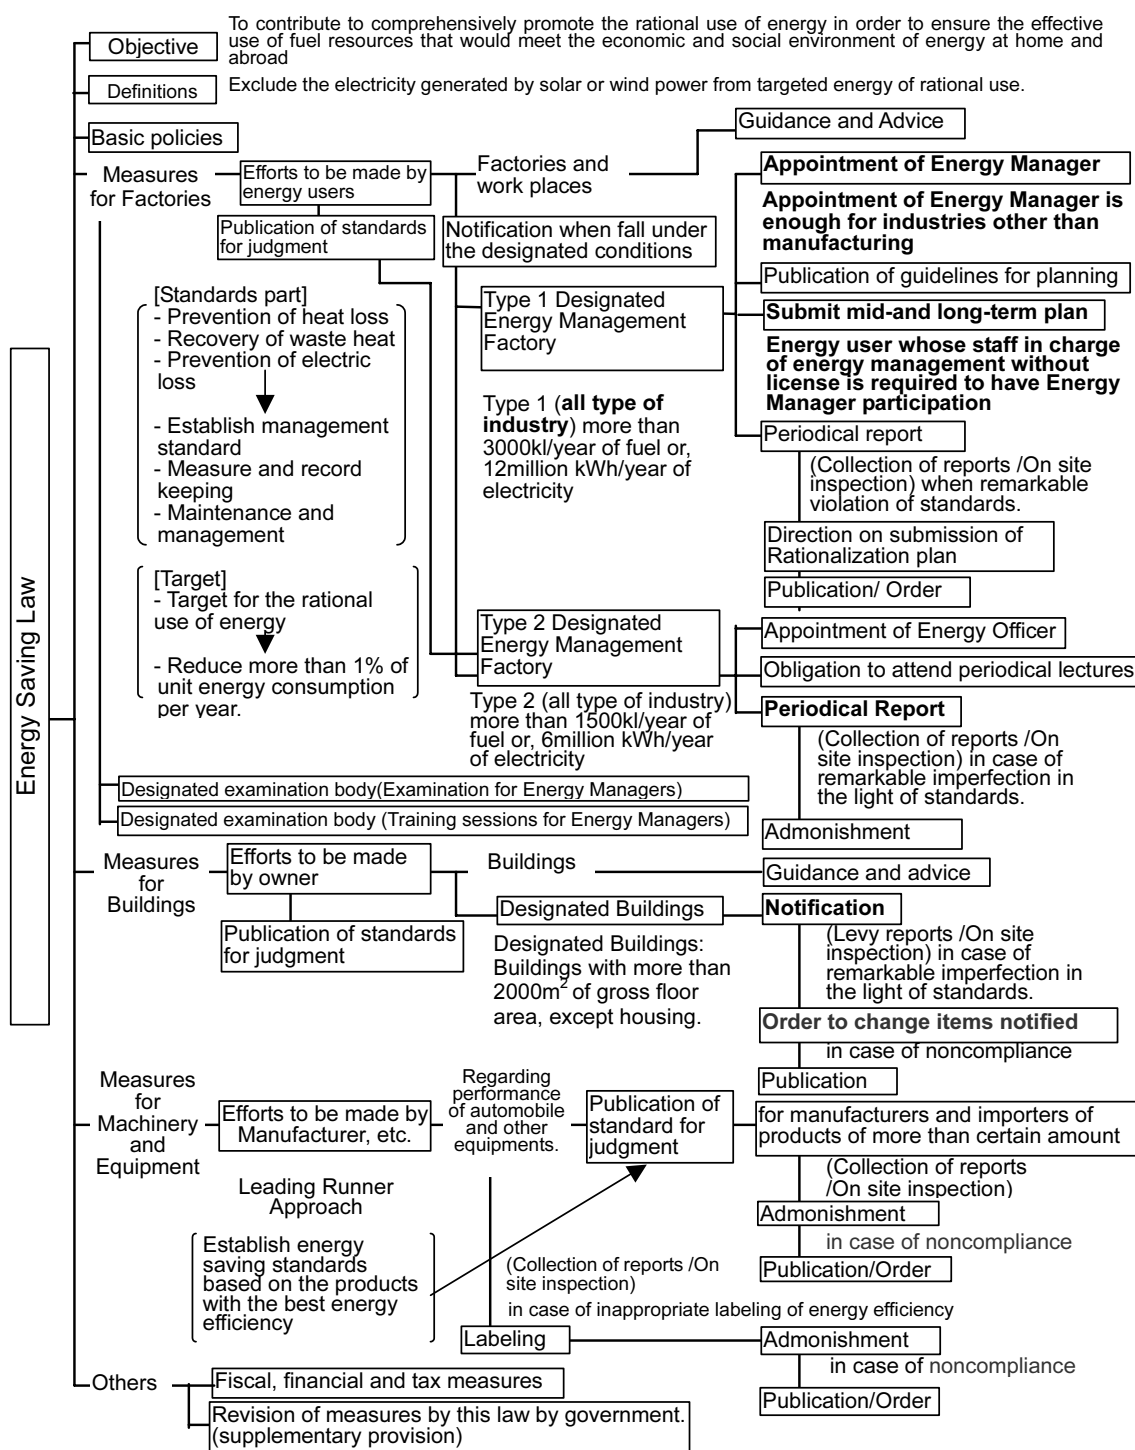 Energy Saving Law
Objective
To contribute to comprehensively promote the rational use of energy in order to ensure the effective
use of fuel resources that would meet the economic and social environment of energy at home and
abroad
Definitions
Exclude the electricity generated by solar or wind power from targeted energy of rational use.
Basic policies
Measures
for Factories
Efforts to be made by
energy users
Publication of standards
for judgment
[Standards part]
- Prevention of heat loss
- Recovery of waste heat
- Prevention of electric
loss
- Establish management
standard
- Measure and record
keeping
- Maintenance and
management
[Target]
- Target for the rational
use of energy
- Reduce more than 1% of
unit energy consumption
per year.
Factories and
work places
Guidance and Advice
Notification when fall under
the designated conditions
Type 1 Designated
Energy Management
Factory
Type 1 (all type of
industry) more than
3000kl/year of fuel or,
12million kWh/year of
electricity
Appointment of Energy Manager
Appointment of Energy Manager is
enough for industries other than
manufacturing
Publication of guidelines for planning
Submit mid-and long-term plan
Energy user whose staff in charge
of energy management without
license is required to have Energy
Manager participation
Periodical report
(Collection of reports /On site
inspection) when remarkable
violation of standards.
Direction on submission of
Rationalization plan
Publication/ Order
Type 2 Designated
Energy Management
Factory
Type 2 (all type of industry)
more than 1500kl/year of
fuel or, 6million kWh/year
of electricity
Appointment of Energy Officer
Obligation to attend periodical lectures
Periodical Report
(Collection of reports /On
site inspection) in case of
remarkable imperfection in
the light of standards.
Admonishment
Designated examination body(Examination for Energy Managers)
Designated examination body (Training sessions for Energy Managers)
Measures
for
Buildings
Efforts to be made
by owner
Publication of standards
for judgment
Buildings
Guidance and advice
Designated Buildings
Designated Buildings:
Buildings with more than
2000m² of gross floor
area, except housing.
Notification
(Levy reports /On site
inspection) in case of
remarkable imperfection in
the light of standards.
Order to change items notified
in case of noncompliance
Publication
Measures
for
Machinery
and
Equipment
Efforts to be made by
Manufacturer, etc.
Regarding
performance
of automobile
and other
equipments.
Publication of
standard for
judgment
for manufacturers and importers of
products of more than certain amount
(Collection of reports
/On site inspection)
Admonishment
in case of noncompliance
Publication/Order
Leading Runner
Approach
Establish energy
saving standards
based on the products
with the best energy
efficiency
(Collection of reports /On
site inspection)
in case of inappropriate labeling of energy efficiency
Labeling
Admonishment
in case of noncompliance
Publication/Order
Others
Fiscal, financial and tax measures
Revision of measures by this law by government.
(supplementary provision)